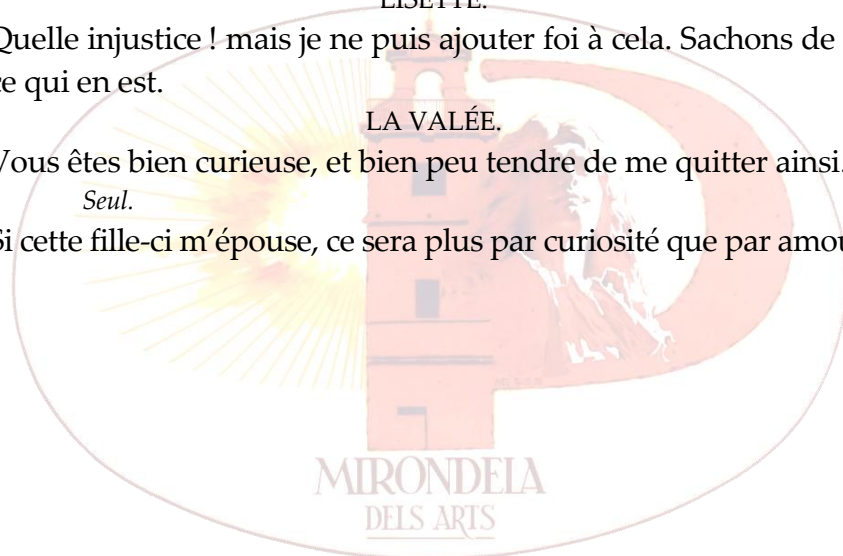 LISETTE.
Quelle injustice ! mais je ne puis ajouter foi à cela. Sachons de
ce qui en est.
LA VALÉE.
Vous êtes bien curieuse, et bien peu tendre de me quitter ainsi.
Seul.
Si cette fille-ci m’épouse, ce sera plus par curiosité que par amou
MIRONDELA
DELS ARTS